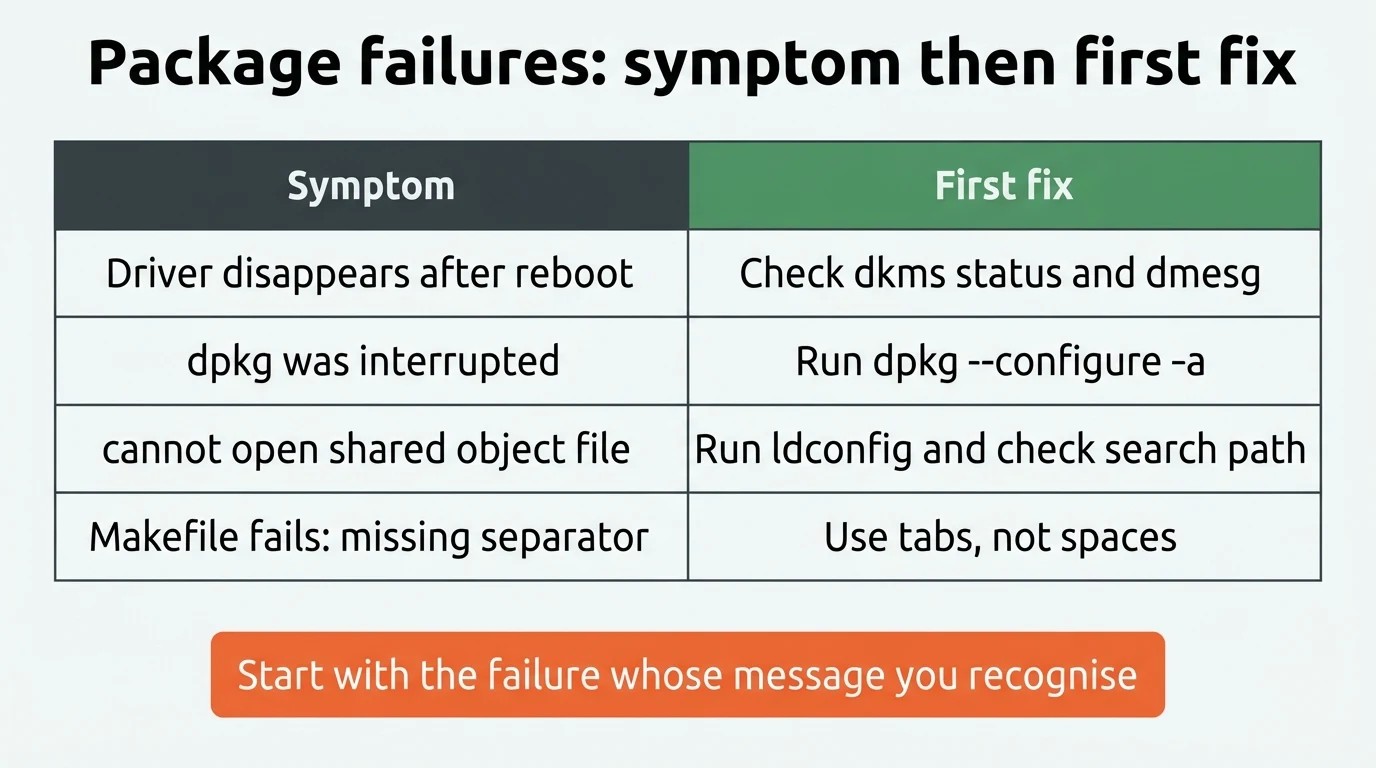 Package failures: symptom then first fix
Symptom
First fix
Driver disappears after reboot
Check dkms status and dmesg
dpkg was interrupted
Run dpkg --configure -a
cannot open shared object file
Run ldconfig and check search path
Makefile fails: missing separator
Use tabs, not spaces
Start with the failure whose message you recognise